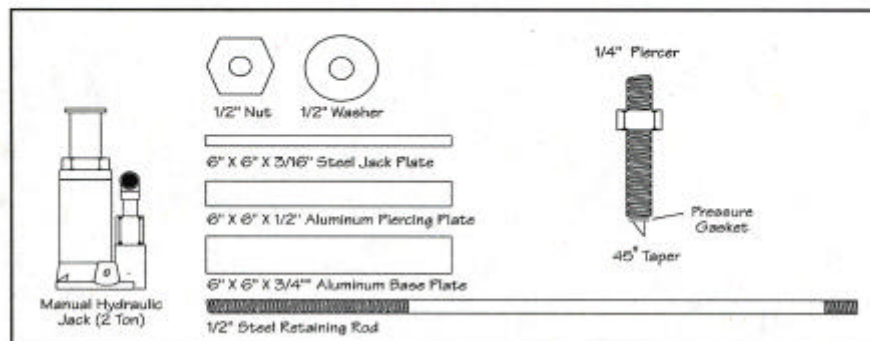 1/4" Piercer
1/2" Nut
1/2" Washer
6" X 6" X 3/16" Steel Jack Plate
6" X 6" X 1/2" Aluminum Piercing Plate
Pressure
Gasket
45° Taper
6" X 6" X 3/4"" Aluminum Base Plate
Manual Hydraulic
Jack (2 Ton)
1/2" Steel Retaining Rod